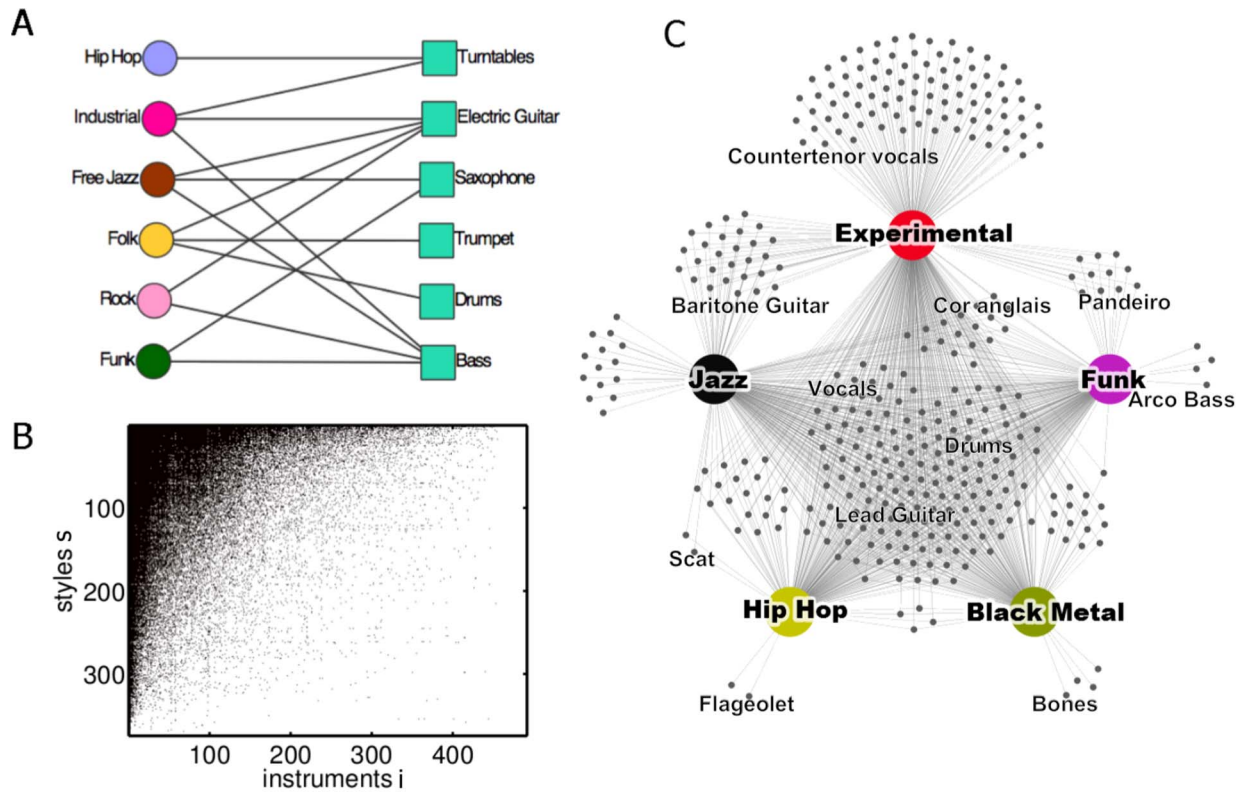 A
Hip Hop
Turntables
Industrial
Electric Guitar
Free Jazz
Saxophone
Folk
Trumpet
Rock
Drums
Funk
Bass
B
styles s
100
200
300
100 200 300 400
instruments i
C
Countertenor vocals
Experimental
Baritone Guitar
Cor anglais
Pandeiro
Jazz
Vocals
Funk
Arco Bass
Drums
Lead Guitar
Scat
Hip Hop
Black Metal
Flageolet
Bones